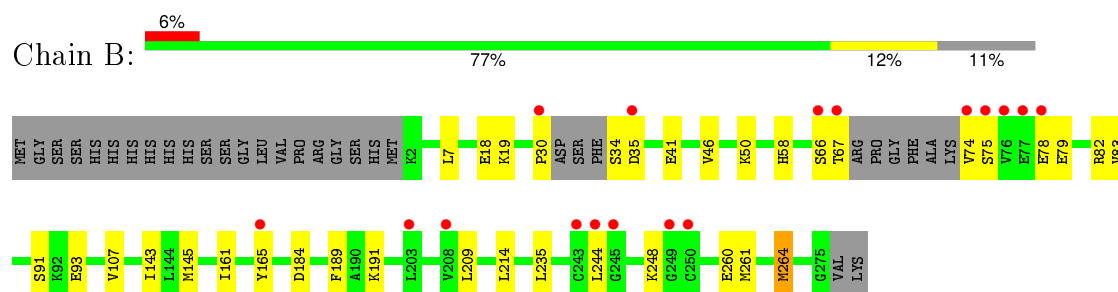 6%
Chain B:
77% 12% 11%
MET GLY SER SER HIS HIS HIS HIS HIS HIS SER SER GLY LEU VAL PRO ARG GLY SER HIS MET K2 L7 E18 K19 P30 ASP SER PHE S34 D35 E41 V46 K50 H58 S66 T67 ARG PRO GLY PHE ALA LYS V74 S75 V76 E77 E78 E79 R82
S91 K92 E93 V107 I143 L144 M145 I161 Y165 D184 F189 A190 K191 L203 V208 L209 L214 L235 C243 L244 G245 K248 G249 C250 E260 M261 M264 G275 VAL LYS